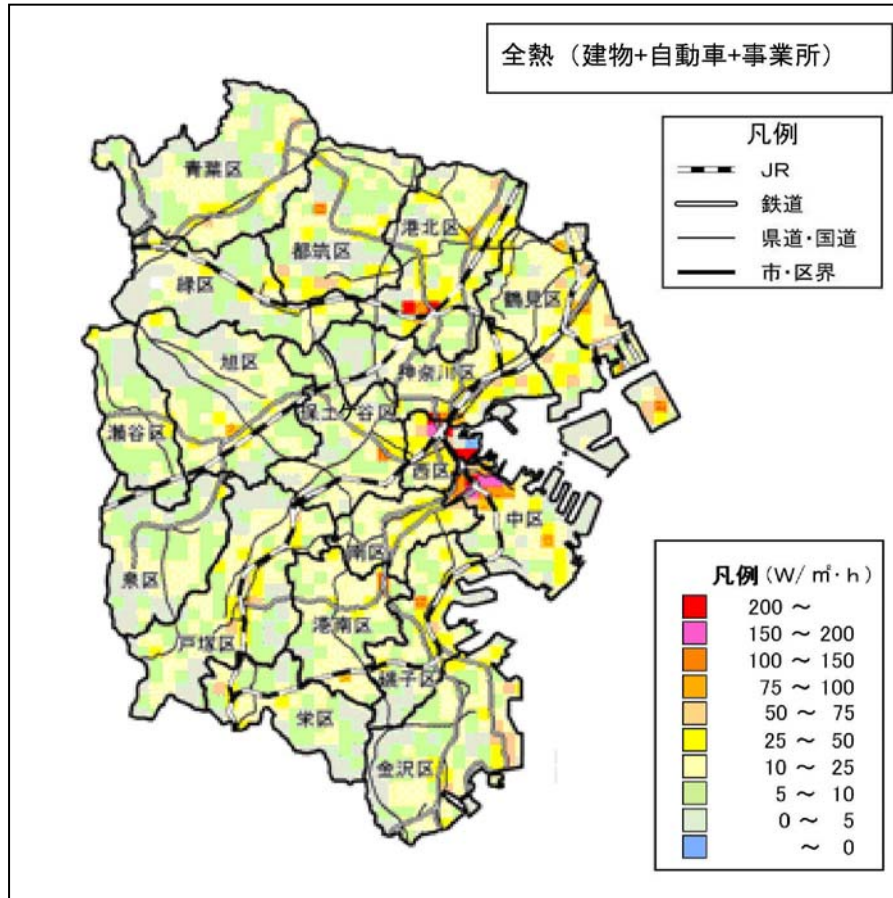 全熱（建物+自動車+事業所）
凡例
JR
鉄道
県道・国道
市・区界
青葉区
港北区
都筑区
緑区
鶴見区
旭区
神奈川区
保土ケ谷区
瀬谷区
西区
中区
南区
泉区
港南区
戸塚区
磯子区
栄区
金沢区
凡例(W/㎡・h)
200 ～
150 ～ 200
100 ～ 150
75 ～ 100
50 ～ 75
25 ～ 50
10 ～ 25
5 ～ 10
0 ～ 5
～ 0